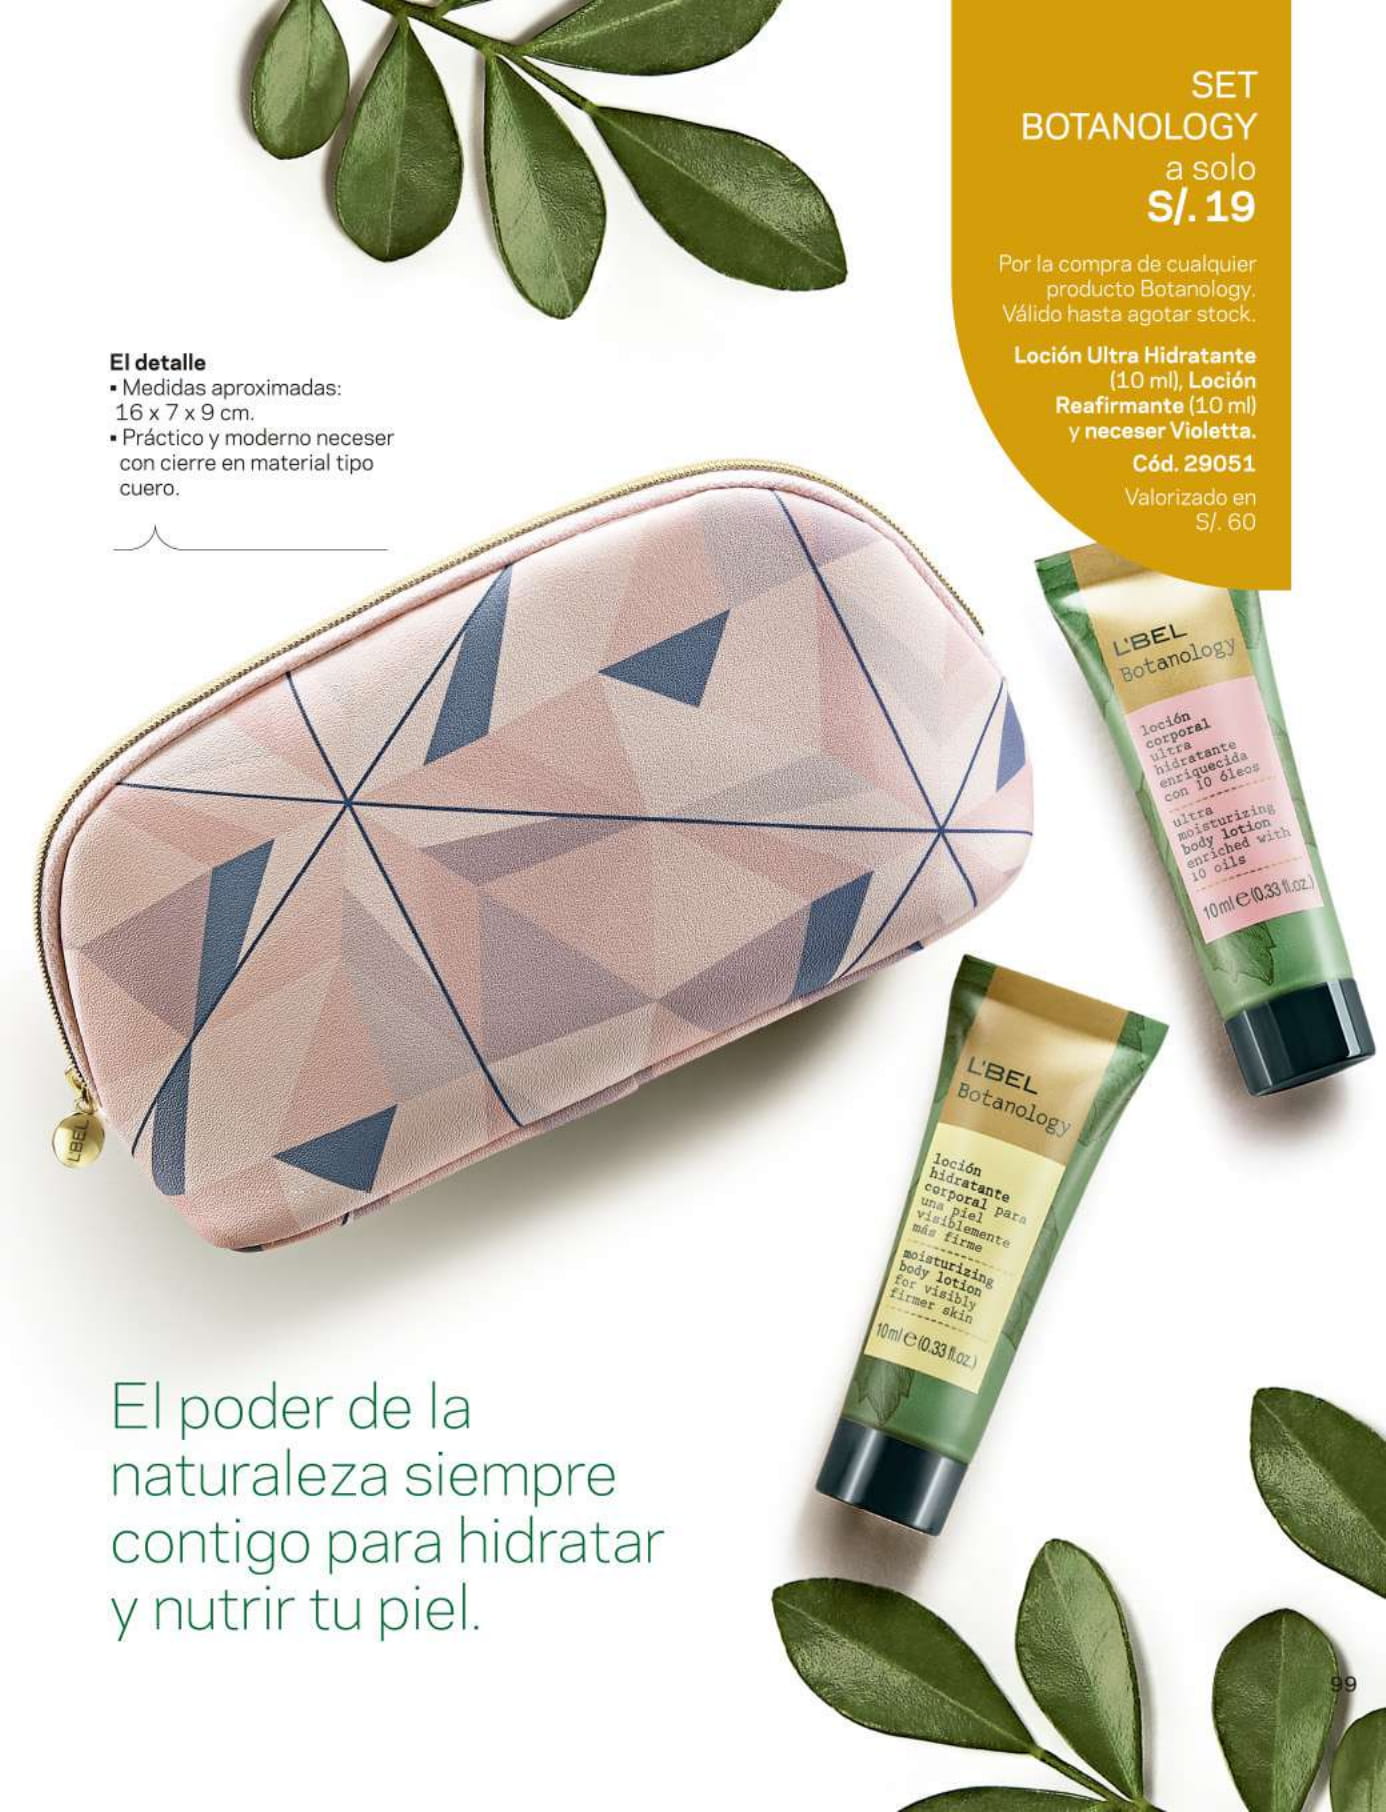 SET
BOTANOLOGY
a solo
S/. 19
Por la compra de cualquier
producto Botanology.
Válido hasta agotar stock.
Loción Ultra Hidratante
(10 ml), Loción
Reafirmante (10 ml)
y neceser Violetta.
Cód. 29051
Valorizado en
S/. 60
El detalle
▪ Medidas aproximadas:
16 x 7 x 9 cm.
▪ Práctico y moderno neceser
con cierre en material tipo
cuero.
L'BEL
Botanology
loción
corporal
ultra
hidratante
enriquecida
con 10 óleos
ultra
moisturizing
body lotion
enriched with
10 oils
10 ml e (0.33 fl.oz.)
L'BEL
L'BEL
Botanology
loción
hidratante
corporal para
una piel
visiblemente
más firme
moisturizing
body lotion
for visibly
firmer skin
10 ml e (0.33 fl.oz.)
El poder de la
naturaleza siempre
contigo para hidratar
y nutrir tu piel.
99